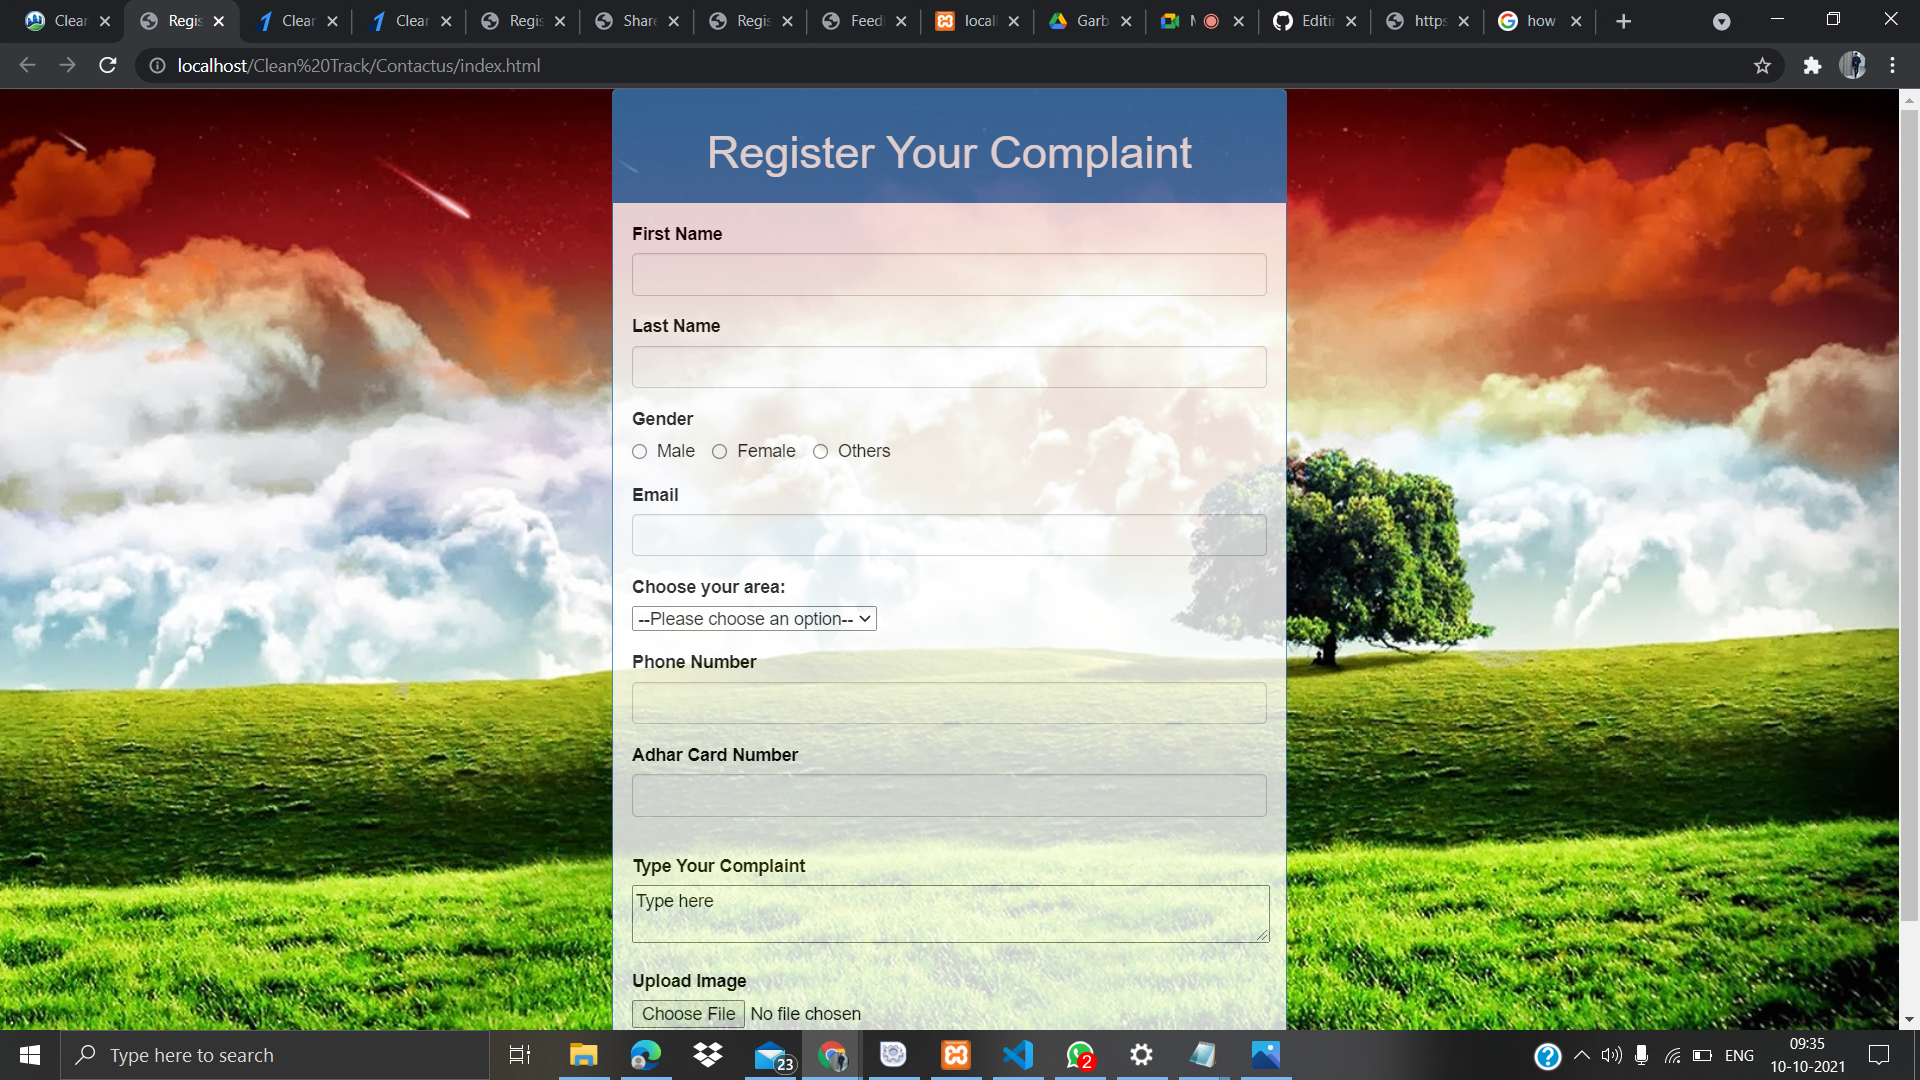 Clear
Regis
Clear
Clear
Regis
Share
Regis
Feedb
locall
Garb
Editi
https
how
localhost/Clean%20Track/Contactus/index.html
Register Your Complaint
First Name
Last Name
Gender
Male Female Others
Email
Choose your area:
--Please choose an option--
Phone Number
Adhar Card Number
Type Your Complaint
Type here
Upload Image
Choose File No file chosen
Type here to search
23
2
ENG
09:35
10-10-2021